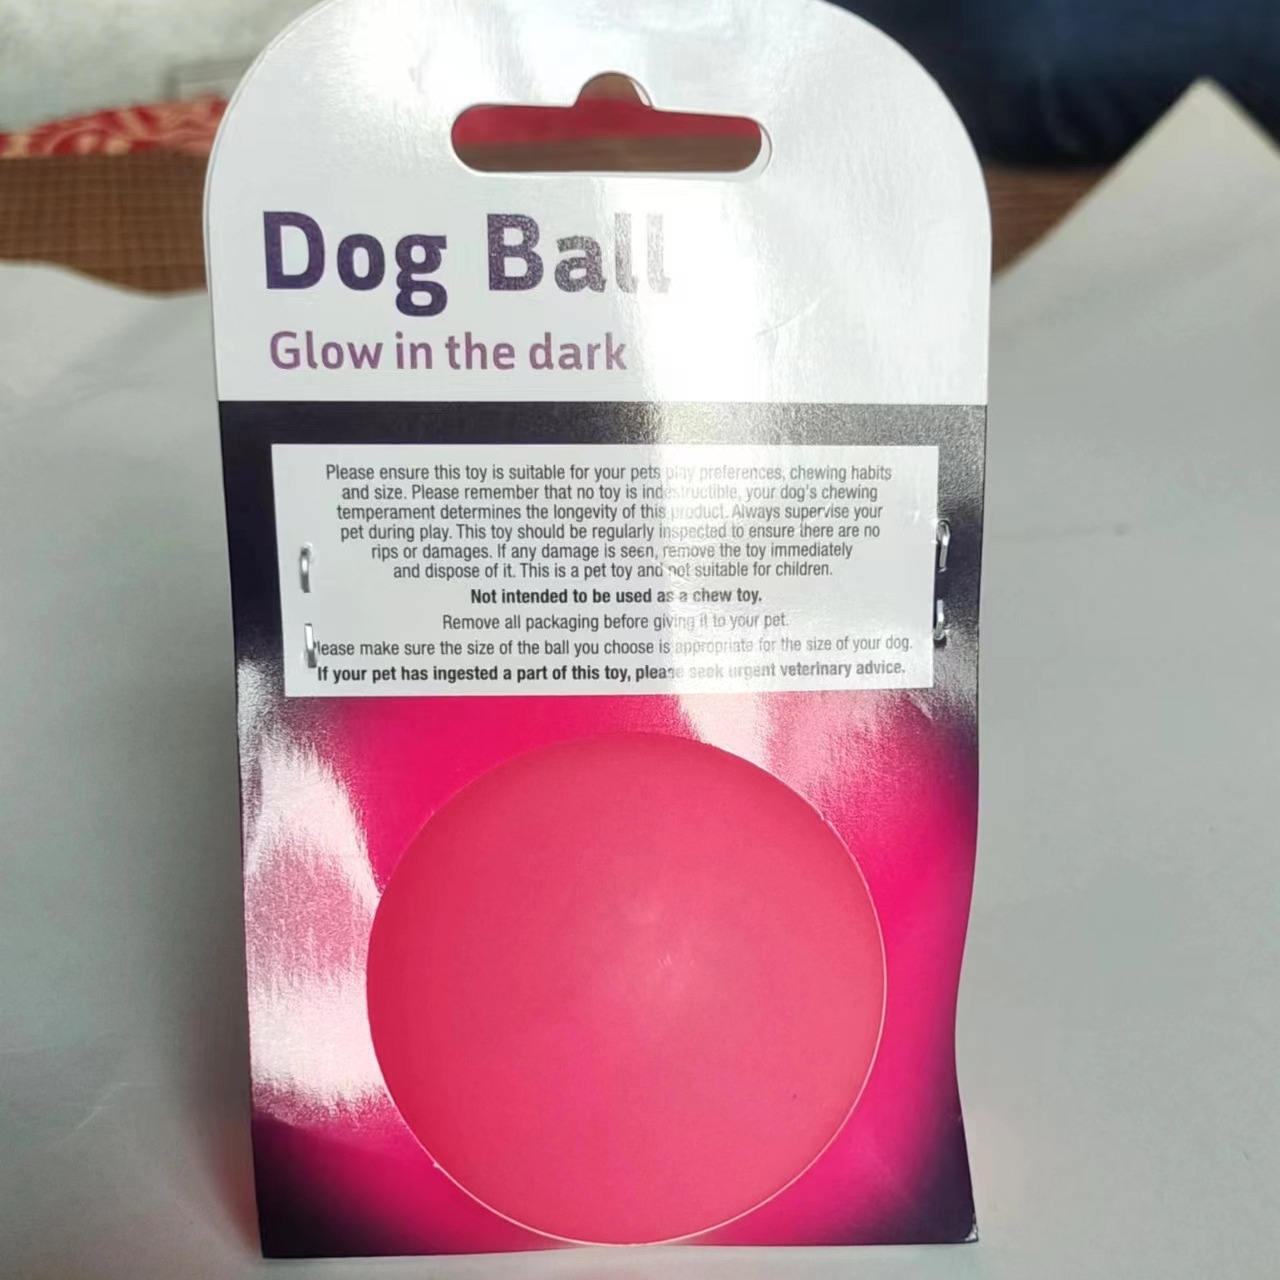 Dog Ball
Glow in the dark
Please ensure this toy is suitable for your pets play preferences, chewing habits
and size. Please remember that no toy is indestructible, your dog's chewing
temperament determines the longevity of this product. Always supervise your
pet during play. This toy should be regularly inspected to ensure there are no
rips or damages. If any damage is seen, remove the toy immediately
and dispose of it. This is a pet toy and not suitable for children.
Not intended to be used as a chew toy.
Remove all packaging before giving it to your pet.
Please make sure the size of the ball you choose is appropriate for the size of your dog.
If your pet has ingested a part of this toy, please seek urgent veterinary advice.